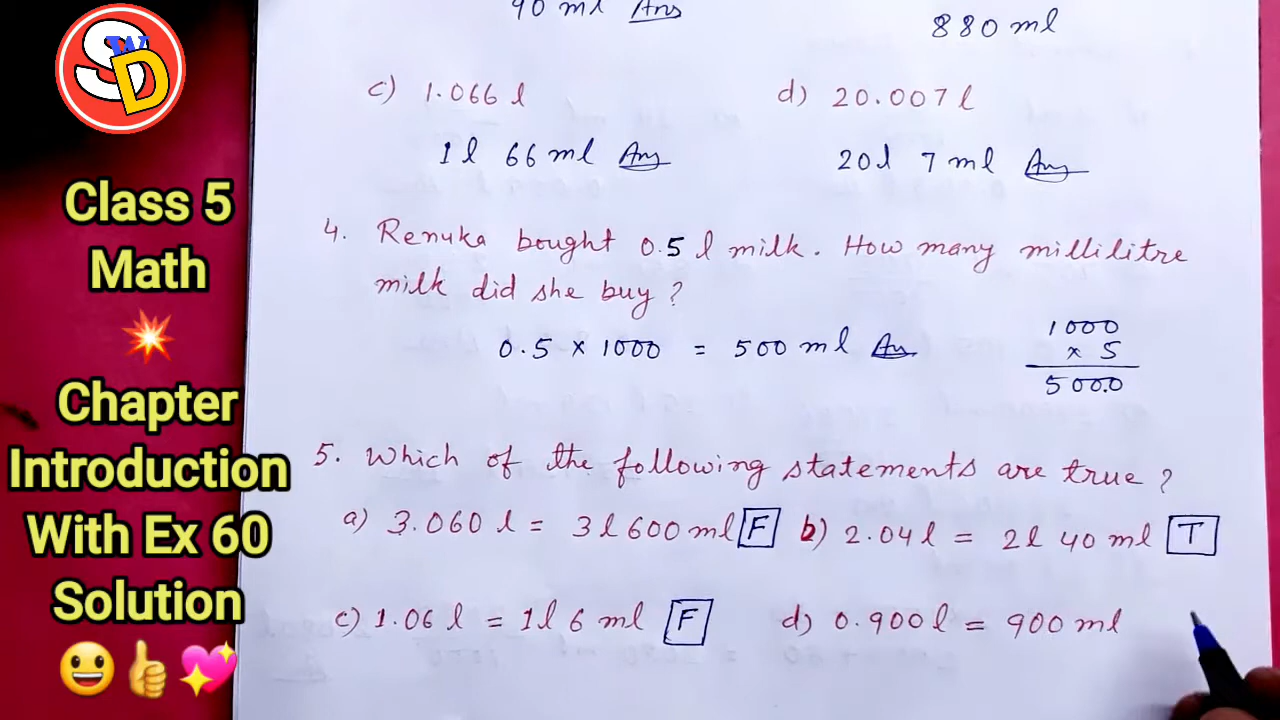 SWD
Class 5
Math
💥
Chapter
Introduction
With Ex 60
Solution
😀👍💖
90 ml Ans
880 ml
c) 1.066 l d) 20.007 l
1 l 66 ml Ans 20 l 7 ml Ans
4. Renuka bought 0.5 l milk. How many millilitre
milk did she buy ?
0.5 × 1000 = 500 ml Ans
1000
× 5
5000.0
5. Which of the following statements are true ?
a) 3.060 l = 3 l 600 ml F b) 2.04 l = 2 l 40 ml T
c) 1.06 l = 1 l 6 ml F d) 0.900 l = 900 ml